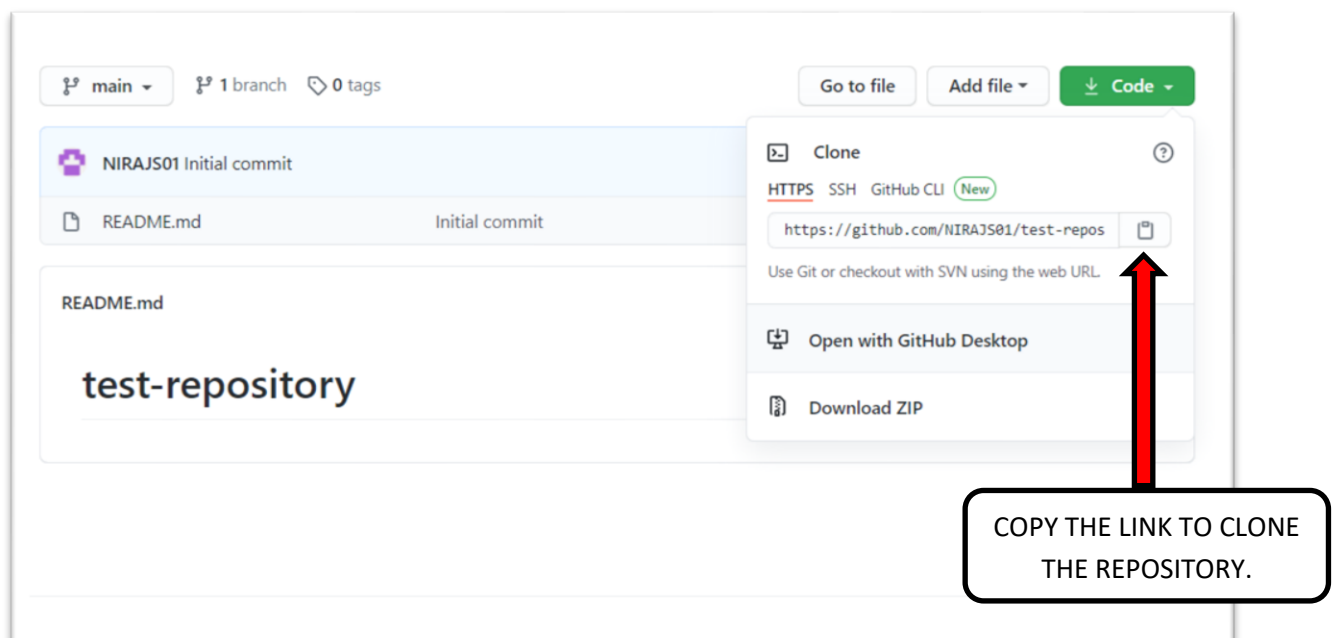 main 1 branch 0 tags Go to file Add file Code
NIRAJS01 Initial commit
README.md Initial commit
README.md
test-repository
Clone
HTTPS SSH GitHub CLI New
https://github.com/NIRAJS01/test-repos
Use Git or checkout with SVN using the web URL.
Open with GitHub Desktop
Download ZIP
COPY THE LINK TO CLONE
THE REPOSITORY.